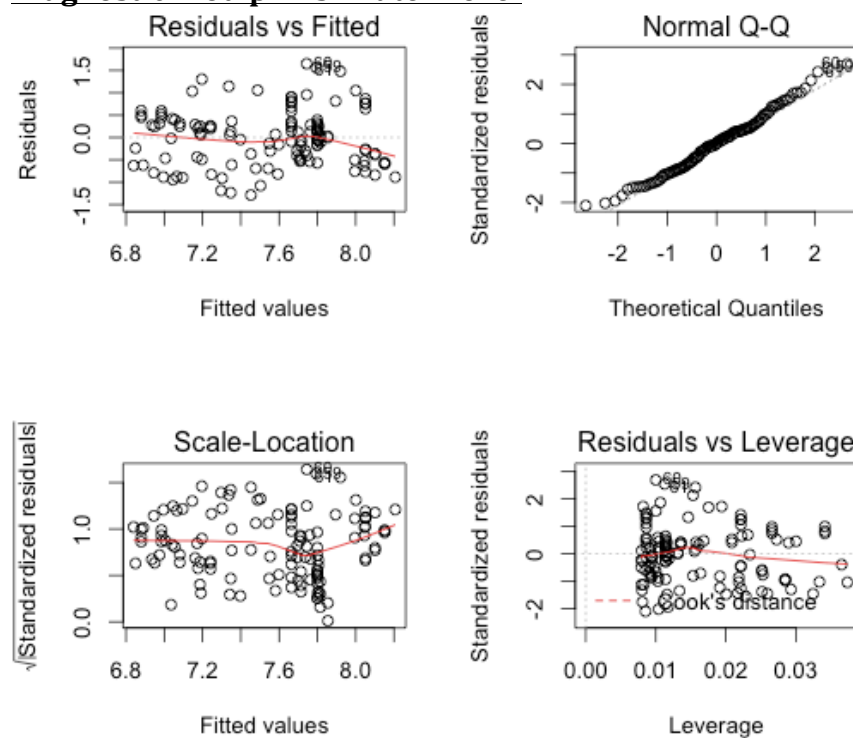 Residuals vs Fitted
Residuals
-1.5 0.0 1.5
6.8 7.2 7.6 8.0
Fitted values
Normal Q-Q
Standardized residuals
-2 0 2
-2 -1 0 1 2
Theoretical Quantiles
Scale-Location
√|Standardized residuals|
0.0 1.0
6.8 7.2 7.6 8.0
Fitted values
Residuals vs Leverage
Standardized residuals
-2 0 2
Cook's distance
0.00 0.01 0.02 0.03
Leverage